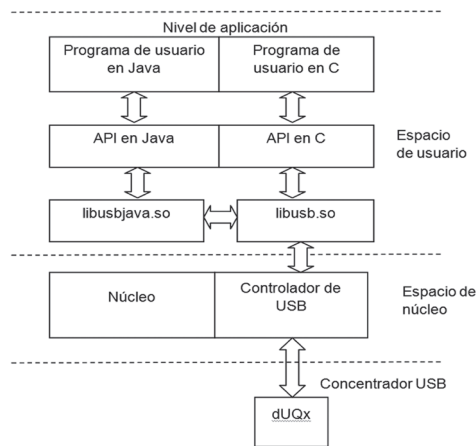 Nivel de aplicación
Programa de usuario
en Java
Programa de
usuario en C
API en Java
API en C
Espacio
de usuario
libusbjava.so
libusb.so
Núcleo
Controlador de
USB
Espacio de
núcleo
Concentrador USB
dUQx